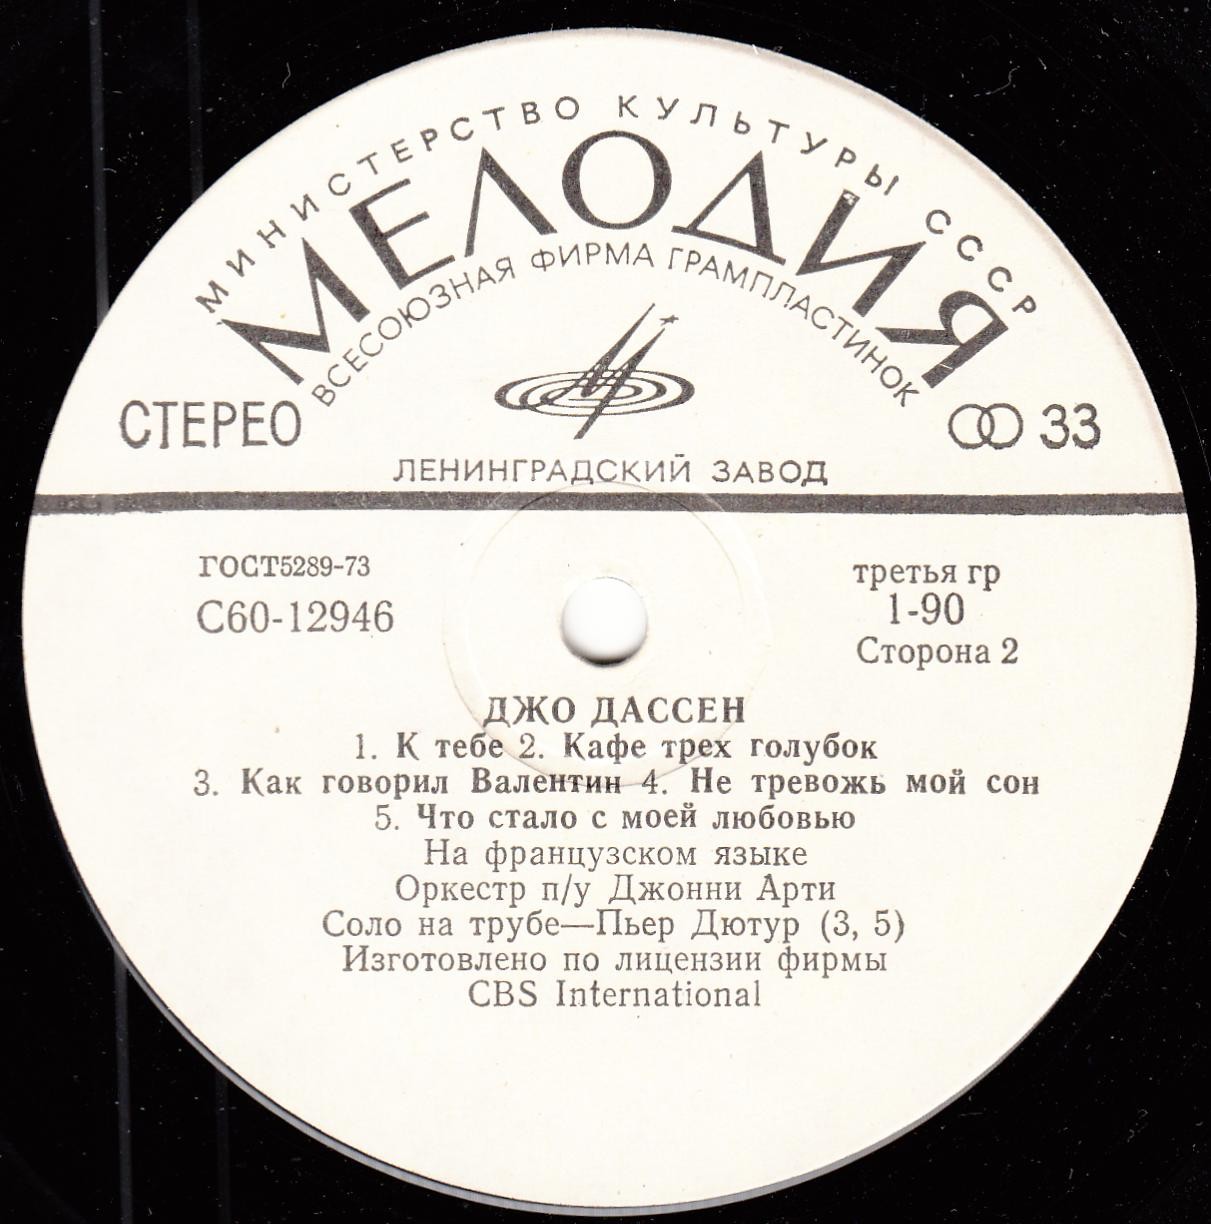 МИНИСТЕРСТВО КУЛЬТУРЫ СССР
МЕЛОДИЯ
ВСЕСОЮЗНАЯ ФИРМА ГРАМПЛАСТИНОК
СТЕРЕО
33
ЛЕНИНГРАДСКИЙ ЗАВОД
ГОСТ5289-73
С60-12946
третья гр
1-90
Сторона 2
ДЖО ДАССЕН
1. К тебе 2. Кафе трех голубок
3. Как говорил Валентин 4. Не тревожь мой сон
5. Что стало с моей любовью
На французском языке
Оркестр п/у Джонни Арти
Соло на трубе—Пьер Дютур (3, 5)
Изготовлено по лицензии фирмы
CBS International